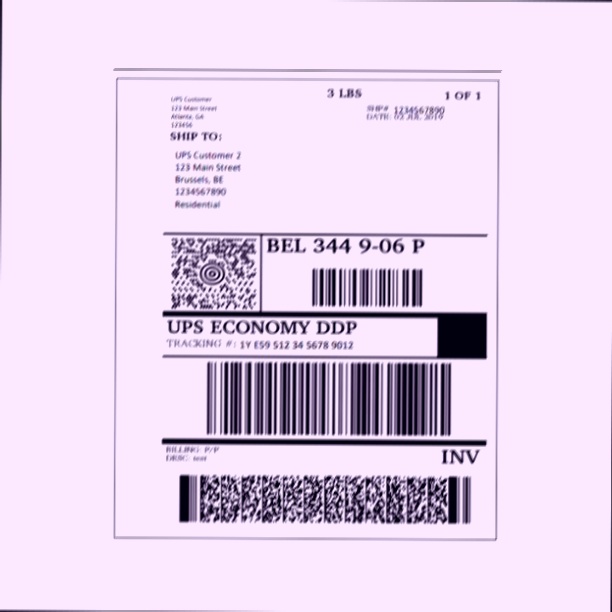 3 LBS
1 OF 1
UPS Customer
123 Main Street
Atlanta, GA
123456
SHIP#: 1234567890
DATE: 02 JUL 2019
SHIP TO:
UPS Customer 2
123 Main Street
Brussels, BE
1234567890
Residential
BEL 344 9-06 P
UPS ECONOMY DDP
TRACKING #: 1Y E59 512 34 5678 9012
BILLING: P/P
DESC: test
INV